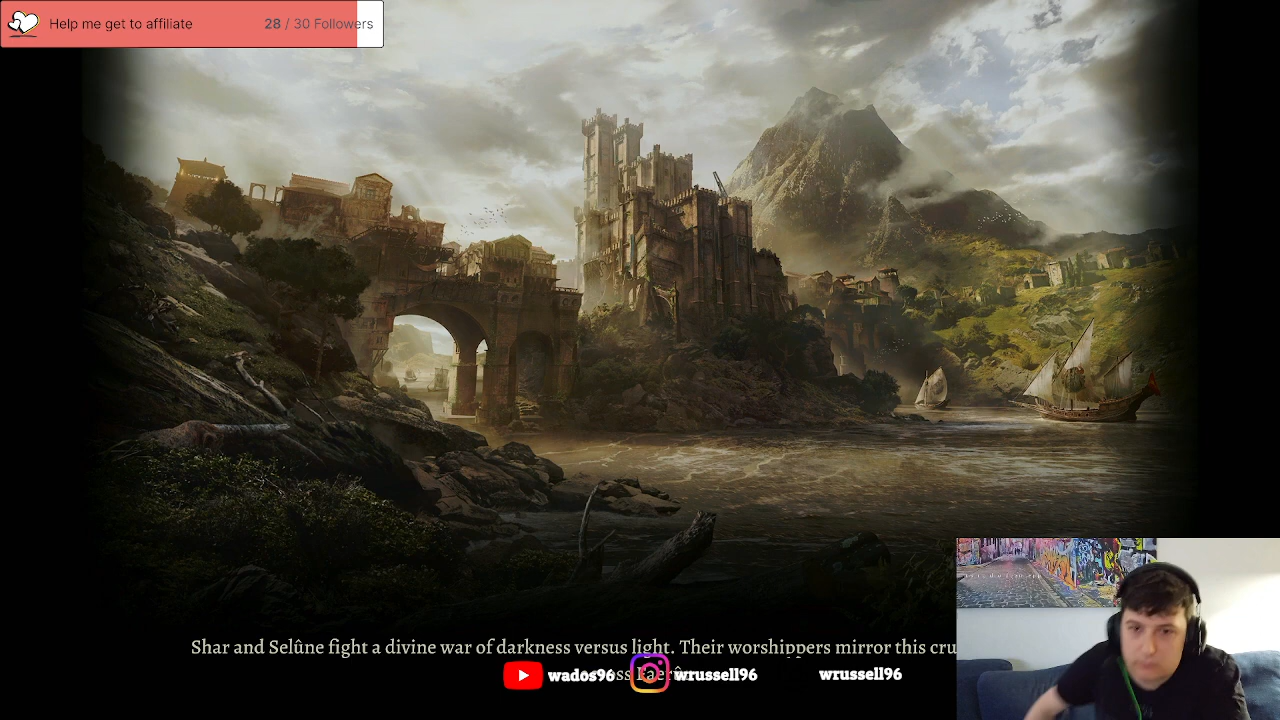 Help me get to affiliate 28 / 30 Followers
Shar and Selûne fight a divine war of darkness versus light. Their worshippers mirror this
wados96 wrussell96 wrussell96